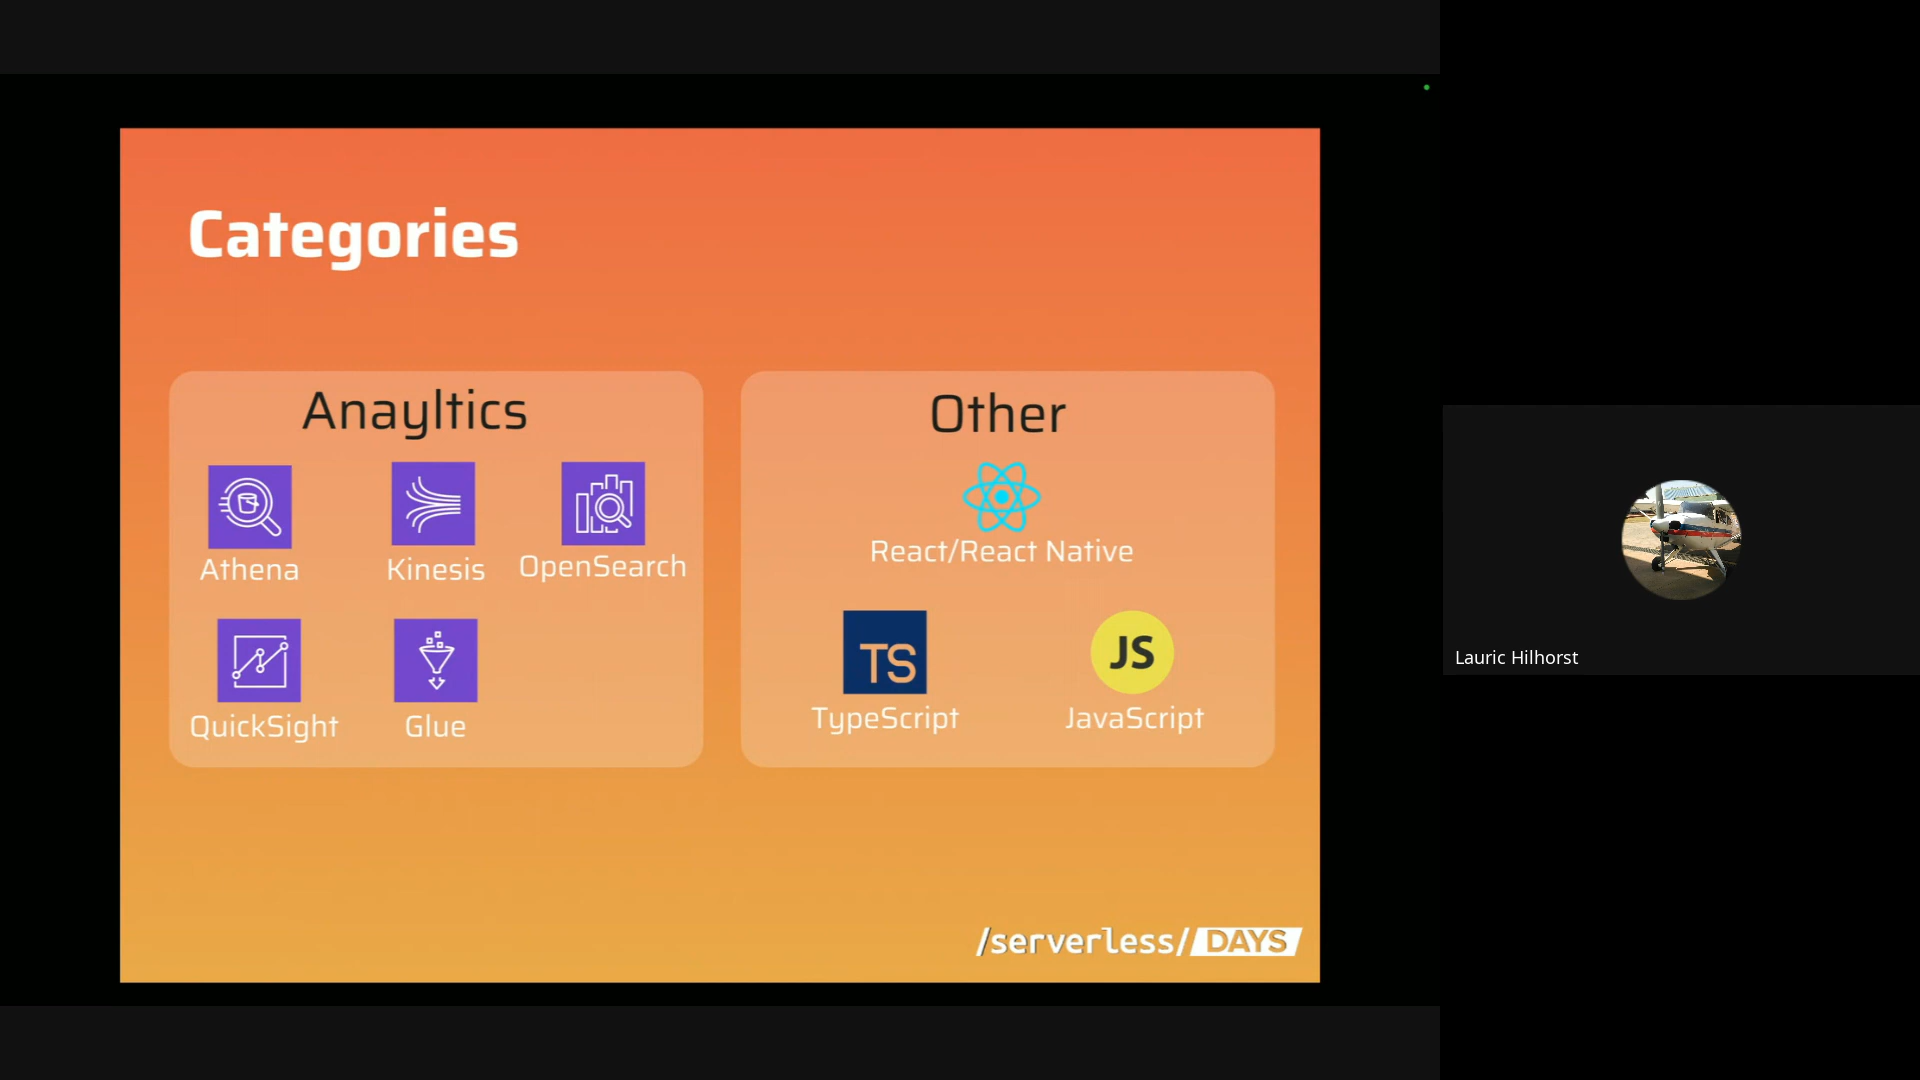 Categories
Anayltics
Athena
Kinesis
OpenSearch
QuickSight
Glue
Other
React/React Native
TS
JS
TypeScript
JavaScript
/serverless/DAYS
Lauric Hilhorst